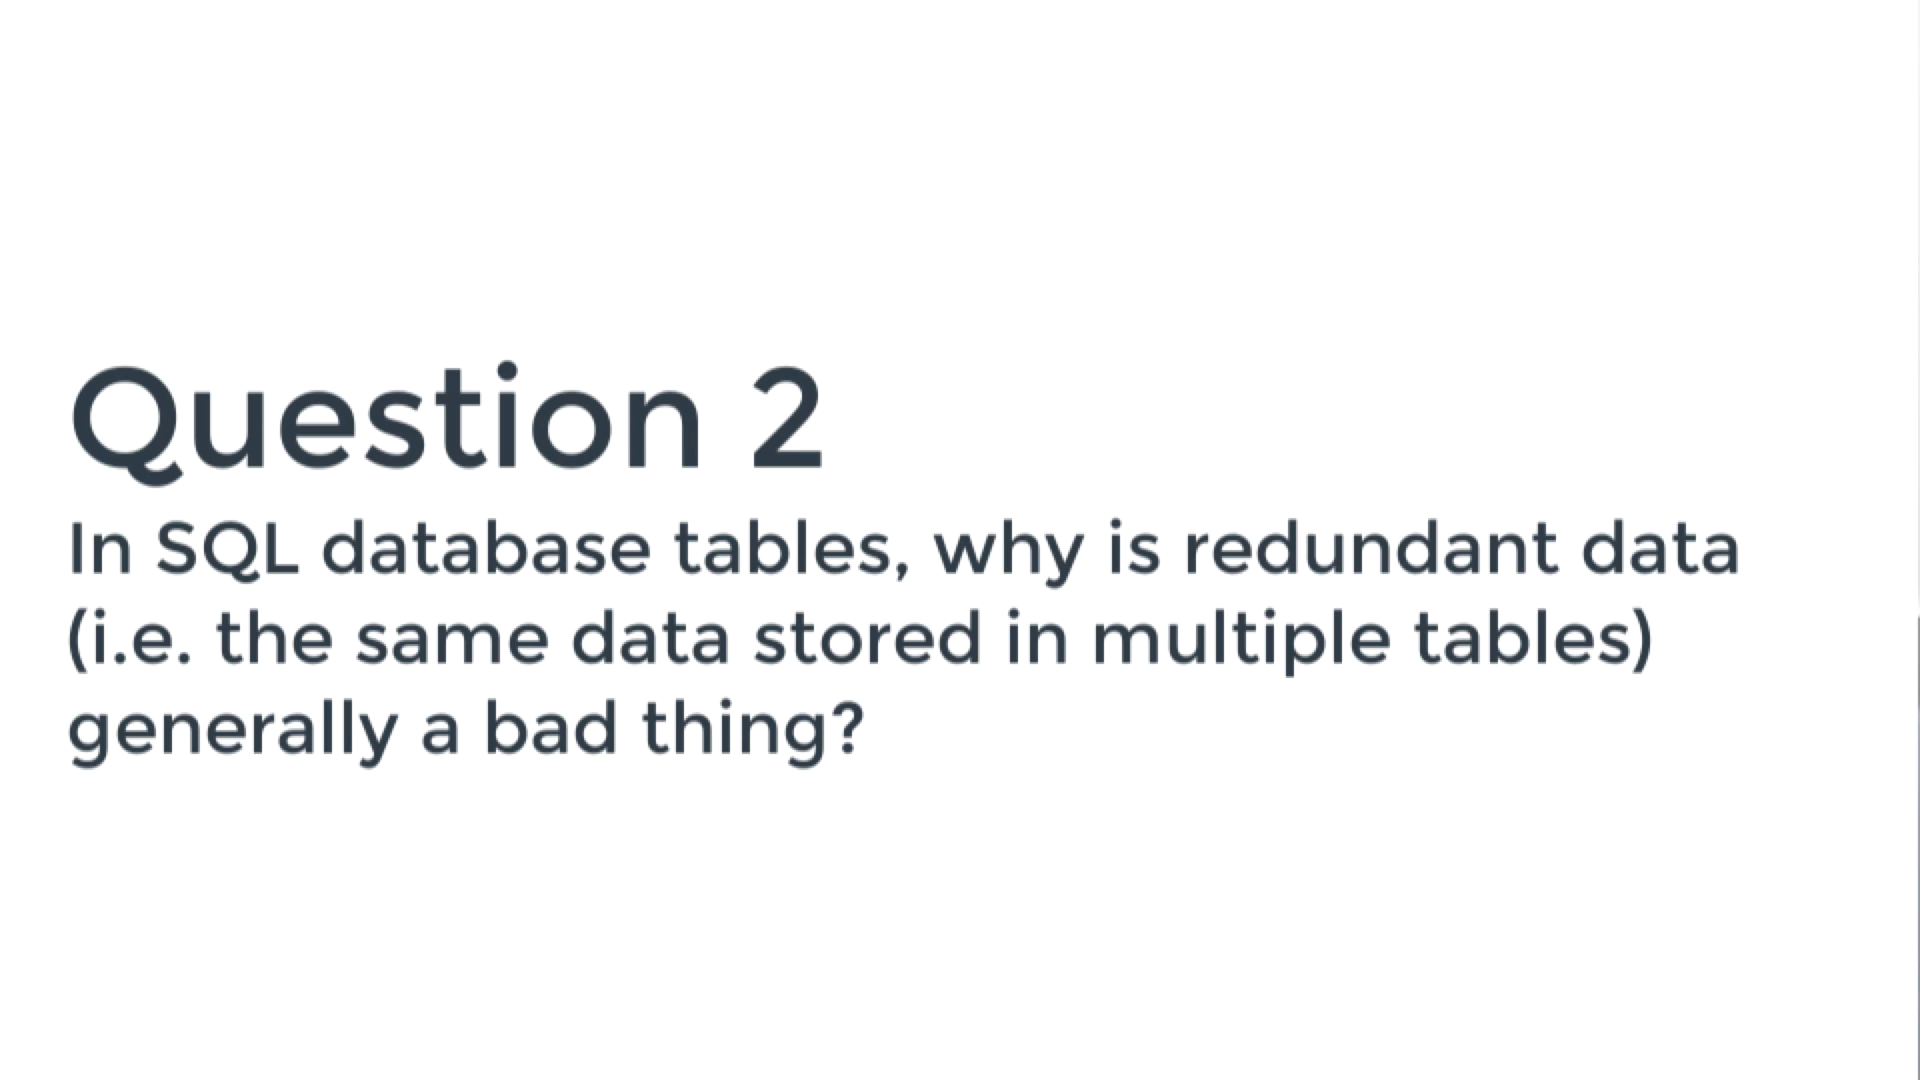 Question 2
In SQL database tables, why is redundant data
(i.e. the same data stored in multiple tables)
generally a bad thing?